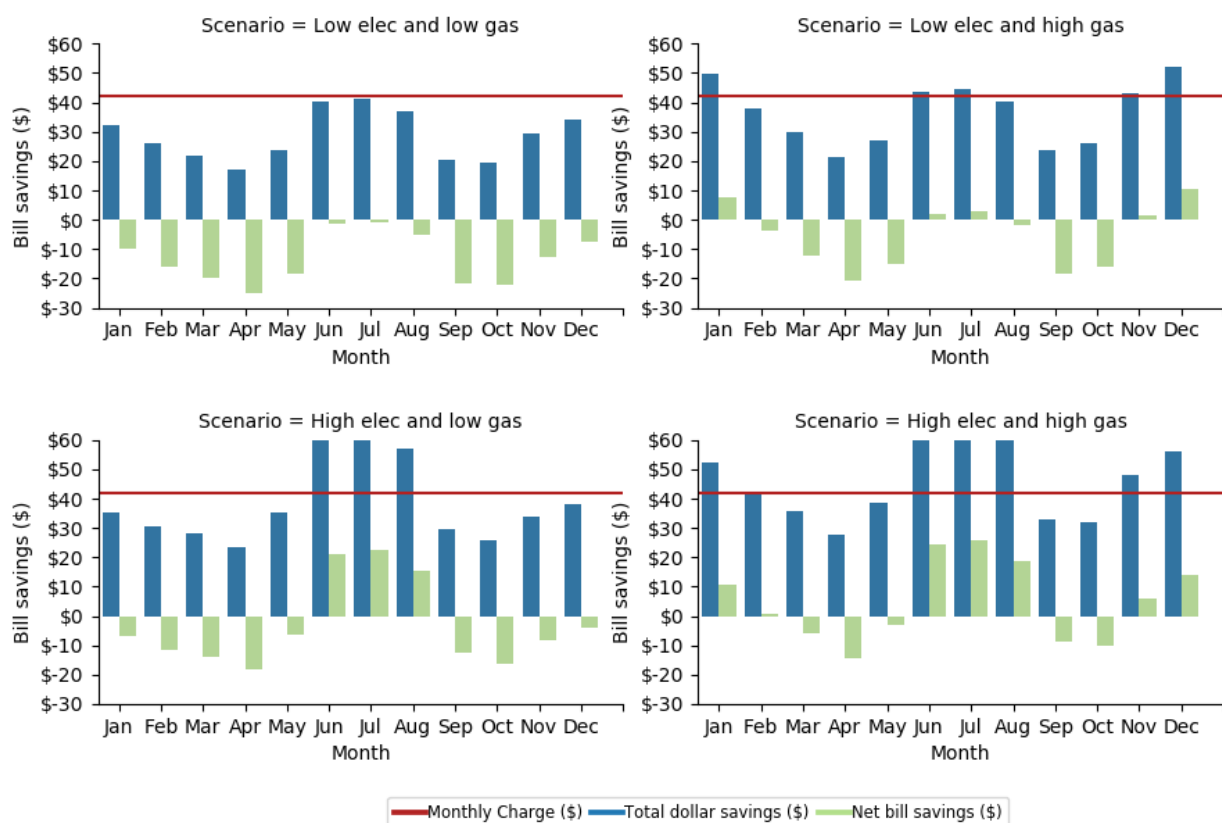 Scenario = Low elec and low gas
$60
$50
$40
$30
$20
$10
$0
$-10
$-20
$-30
Bill savings ($)
Jan Feb Mar Apr May Jun Jul Aug Sep Oct Nov Dec
Month
Scenario = Low elec and high gas
$60
$50
$40
$30
$20
$10
$0
$-10
$-20
$-30
Bill savings ($)
Jan Feb Mar Apr May Jun Jul Aug Sep Oct Nov Dec
Month
Scenario = High elec and low gas
$60
$50
$40
$30
$20
$10
$0
$-10
$-20
$-30
Bill savings ($)
Jan Feb Mar Apr May Jun Jul Aug Sep Oct Nov Dec
Month
Scenario = High elec and high gas
$60
$50
$40
$30
$20
$10
$0
$-10
$-20
$-30
Bill savings ($)
Jan Feb Mar Apr May Jun Jul Aug Sep Oct Nov Dec
Month
Monthly Charge ($) Total dollar savings ($) Net bill savings ($)